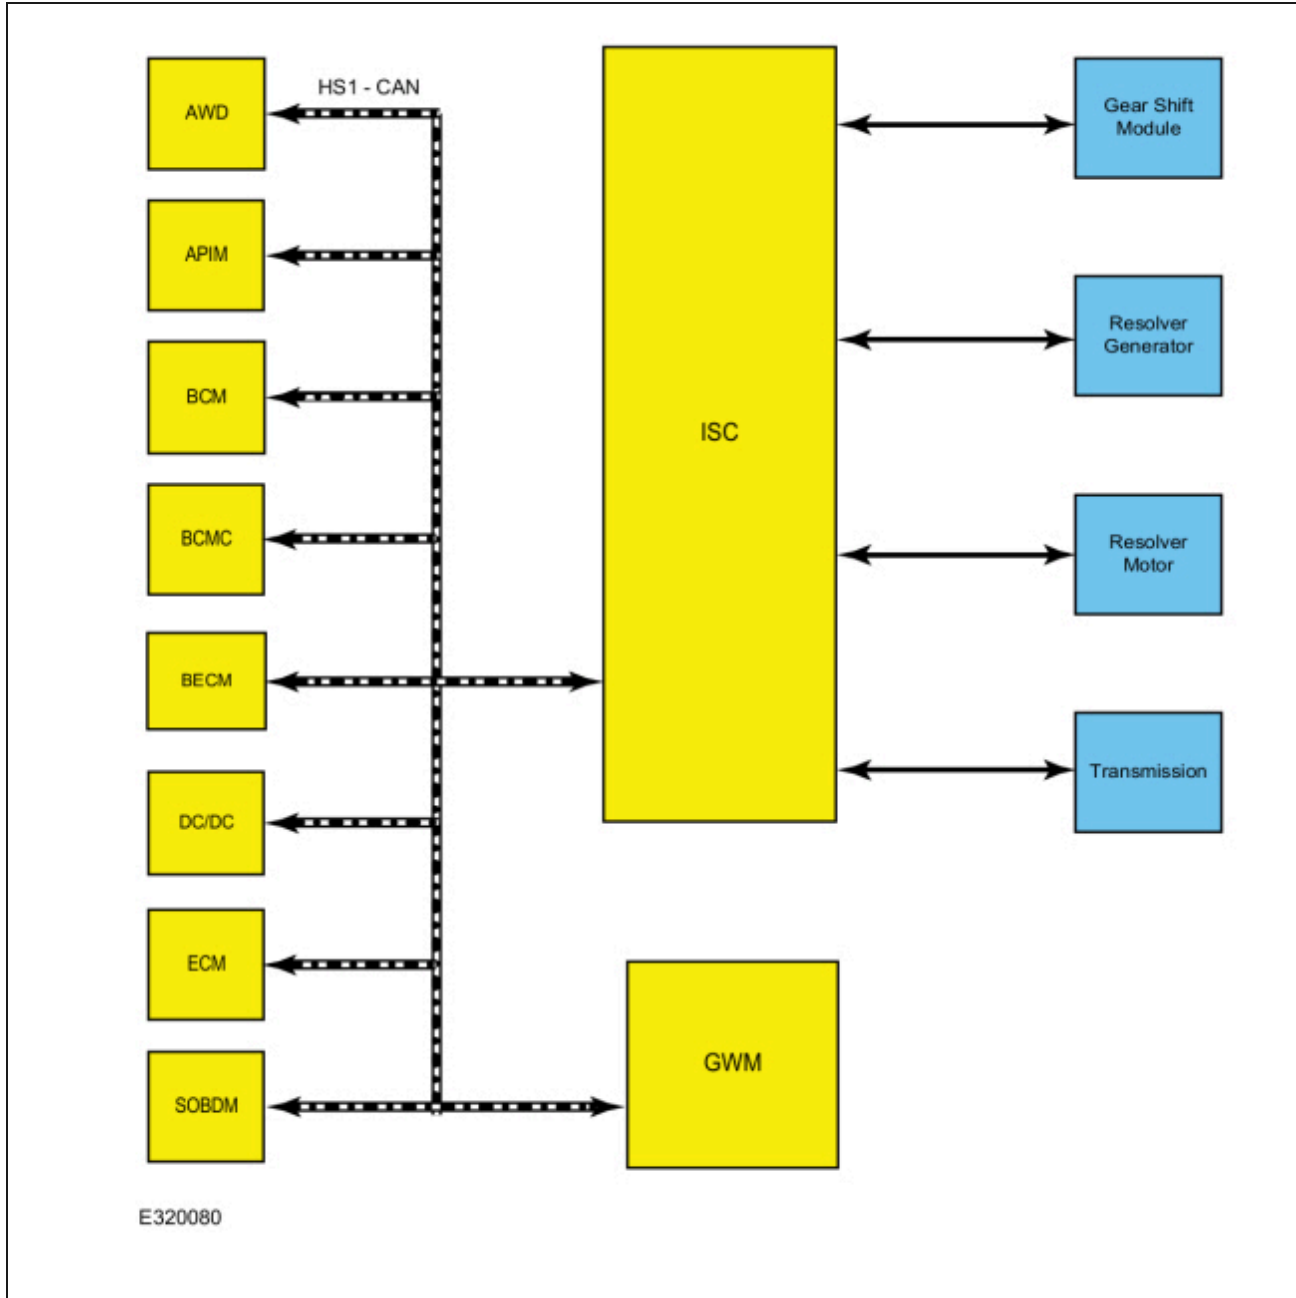 HS1 - CAN
AWD
APIM
BCM
BCMC
BECM
DC/DC
ECM
SOBDM
ISC
GWM
Gear Shift
Module
Resolver
Generator
Resolver
Motor
Transmission
E320080